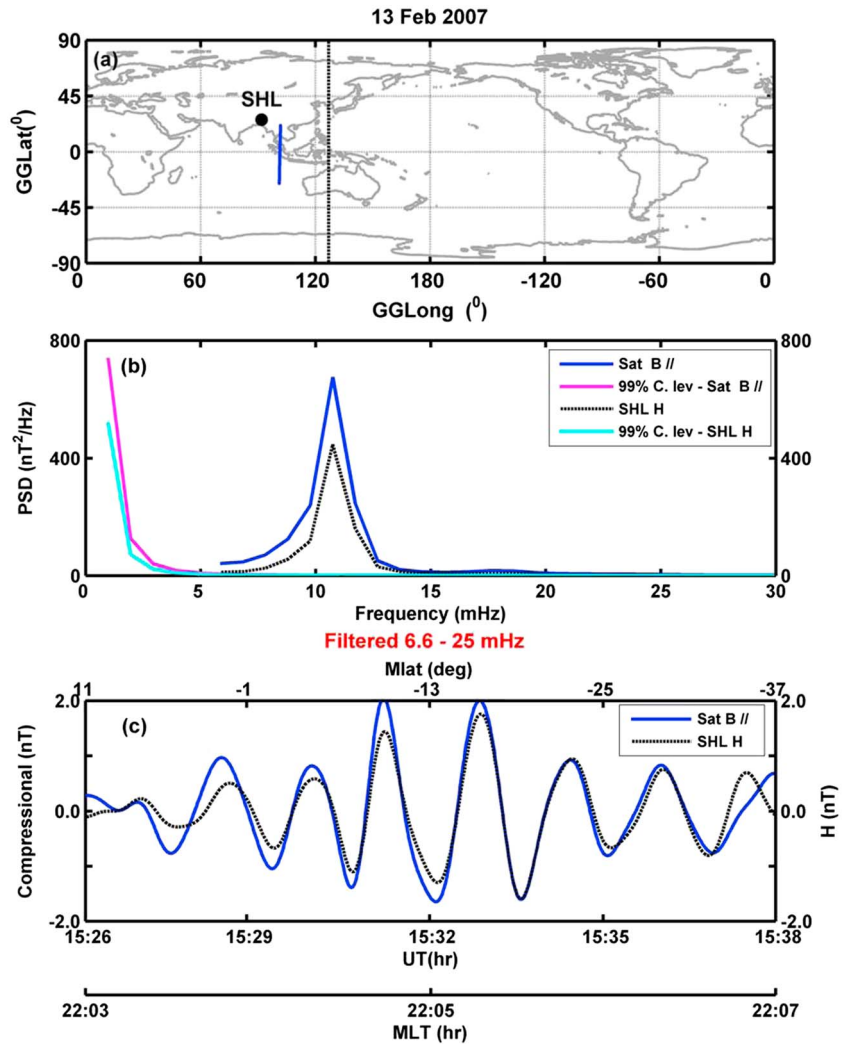 13 Feb 2007
(a)
SHL
GGLat(⁰)
90
45
0
-45
-90
0 60 120 180 -120 -60 0
GGLong (⁰)
(b)
PSD (nT²/Hz)
800
400
0
800
400
0
Sat B //
99% C. lev - Sat B //
SHL H
99% C. lev - SHL H
0 5 10 15 20 25 30
Frequency (mHz)
Filtered 6.6 - 25 mHz
Mlat (deg)
11 -1 -13 -25 -37
(c)
Compressional (nT)
2.0
0.0
-2.0
2.0
0.0
-2.0
H (nT)
Sat B //
SHL H
15:26 15:29 15:32 15:35 15:38
UT(hr)
22:03 22:05 22:07
MLT (hr)